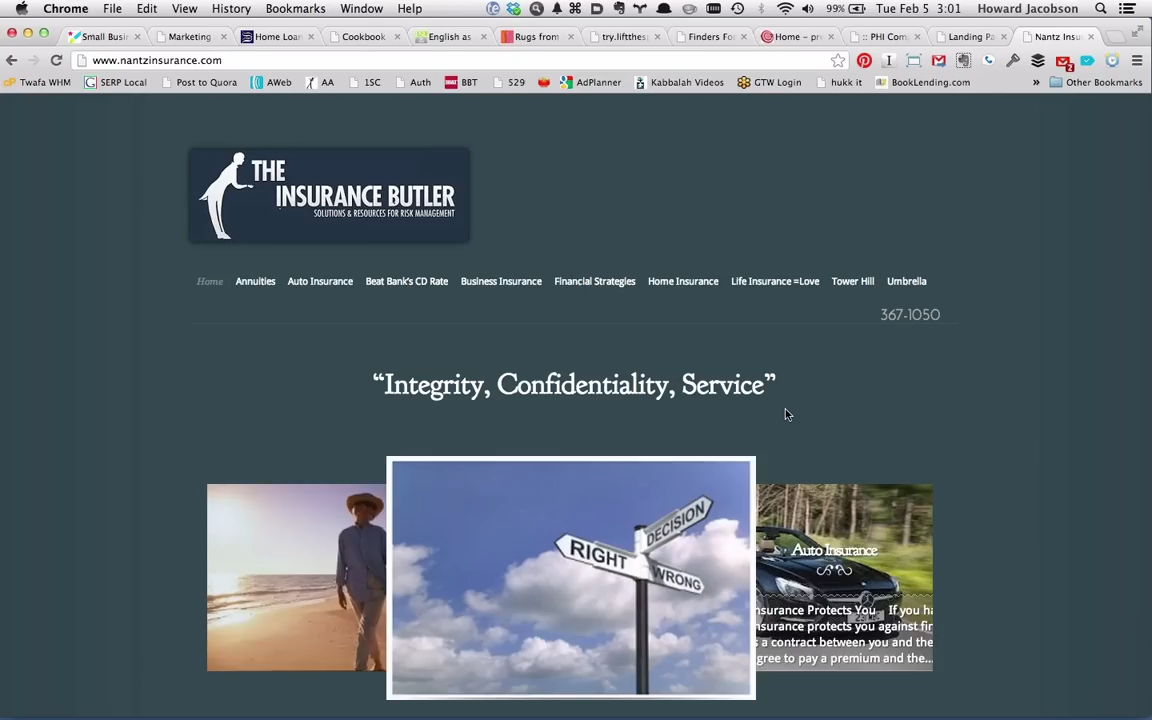 Chrome File Edit View History Bookmarks Window Help 99% Tue Feb 5 3:01 Howard Jacobson
Small Busi Marketing Home Loan Cookbook English as Rugs from try.liftthes Finders For Home – pr :: PHI Com Landing Pa Nantz Insu
www.nantzinsurance.com
Twafa WHM SERP Local Post to Quora AWeb AA 1SC Auth BBT 529 AdPlanner Kabbalah Videos GTW Login hukk it BookLending.com » Other Bookmarks
THE
INSURANCE BUTLER
SOLUTIONS & RESOURCES FOR RISK MANAGEMENT
Home Annuities Auto Insurance Beat Bank's CD Rate Business Insurance Financial Strategies Home Insurance Life Insurance =Love Tower Hill Umbrella
367-1050
“Integrity, Confidentiality, Service”
DECISION
RIGHT
WRONG
Auto Insurance
nsurance Protects You If you ha
nsurance protects you against fir
s a contract between you and the
gree to pay a premium and the...